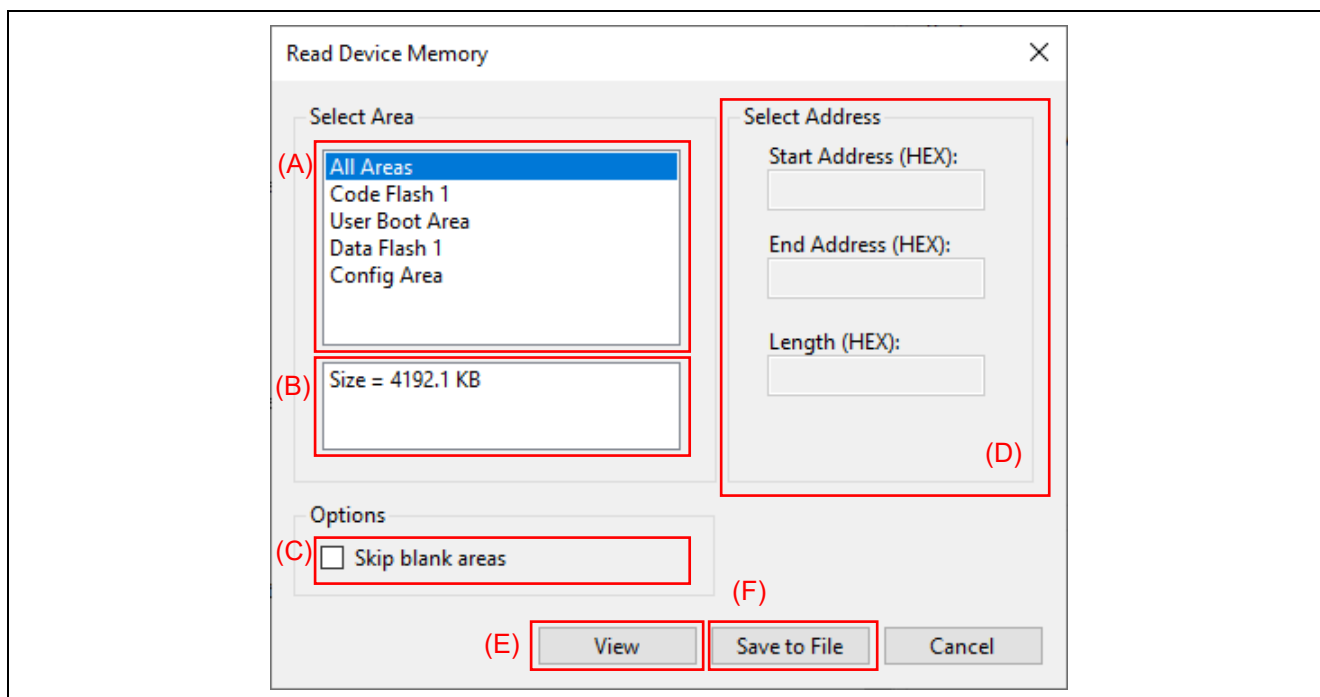 Read Device Memory
Select Area
(A)
All Areas
Code Flash 1
User Boot Area
Data Flash 1
Config Area
(B)
Size = 4192.1 KB
Select Address
Start Address (HEX):
End Address (HEX):
Length (HEX):
(D)
Options
(C)
Skip blank areas
(E)
View
(F)
Save to File
Cancel